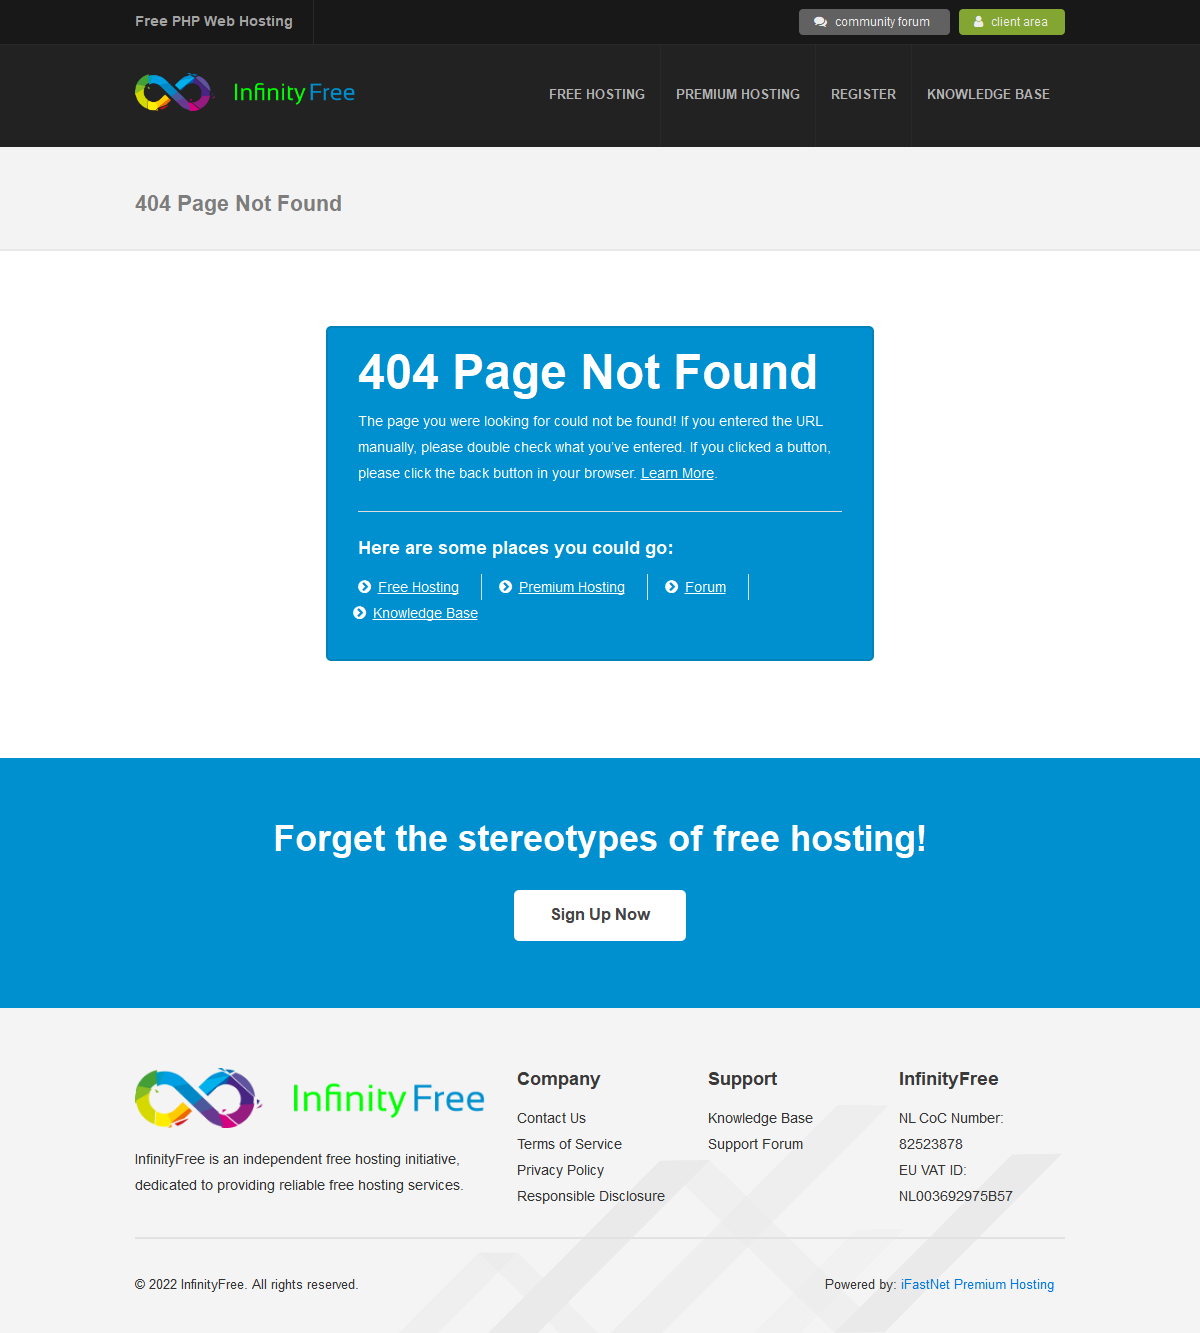 Free PHP Web Hosting
community forum
client area
Infinity Free
FREE HOSTING
PREMIUM HOSTING
REGISTER
KNOWLEDGE BASE
404 Page Not Found
404 Page Not Found
The page you were looking for could not be found! If you entered the URL
manually, please double check what you’ve entered. If you clicked a button,
please click the back button in your browser. Learn More.
Here are some places you could go:
Free Hosting
Premium Hosting
Forum
Knowledge Base
Forget the stereotypes of free hosting!
Sign Up Now
Infinity Free
InfinityFree is an independent free hosting initiative,
dedicated to providing reliable free hosting services.
Company
Contact Us
Terms of Service
Privacy Policy
Responsible Disclosure
Support
Knowledge Base
Support Forum
InfinityFree
NL CoC Number:
82523878
EU VAT ID:
NL003692975B57
© 2022 InfinityFree. All rights reserved.
Powered by: iFastNet Premium Hosting